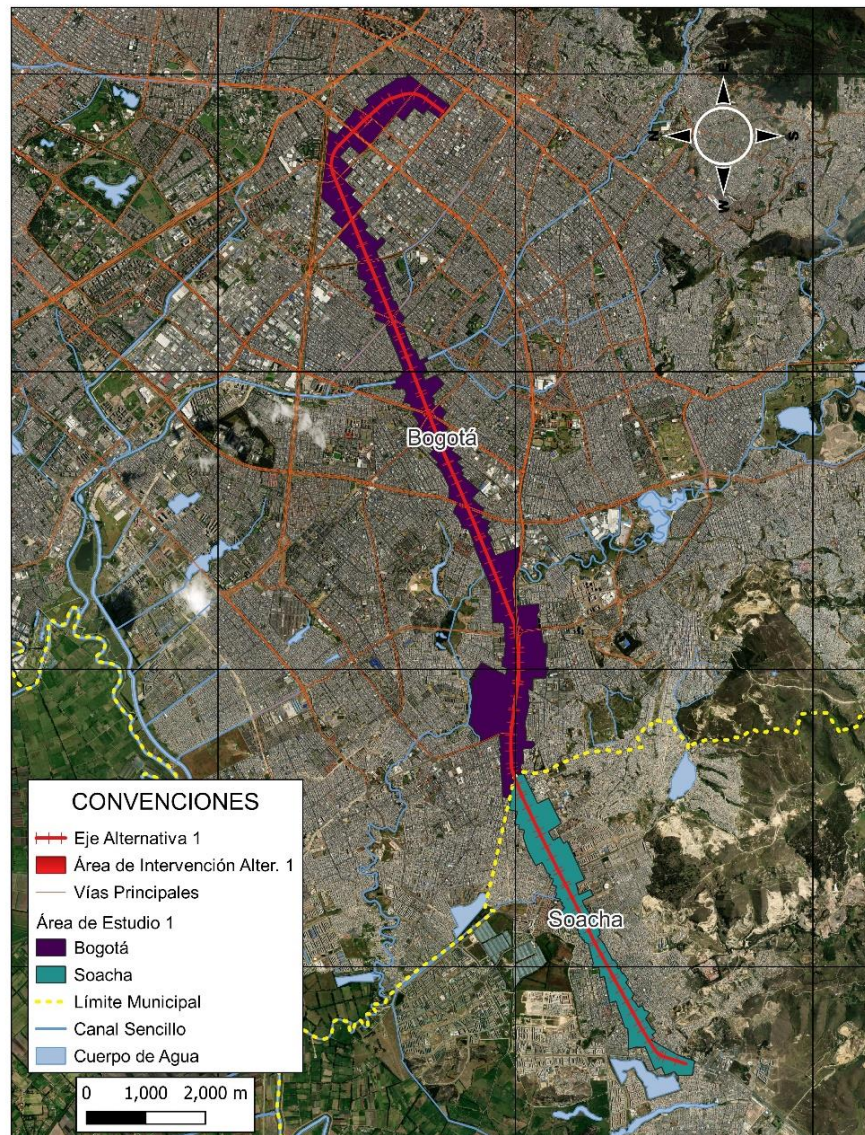 E
N
S
W
Bogotá
Soacha
CONVENCIONES
Eje Alternativa 1
Área de Intervención Alter. 1
Vías Principales
Área de Estudio 1
Bogotá
Soacha
Límite Municipal
Canal Sencillo
Cuerpo de Agua
0 1,000 2,000 m